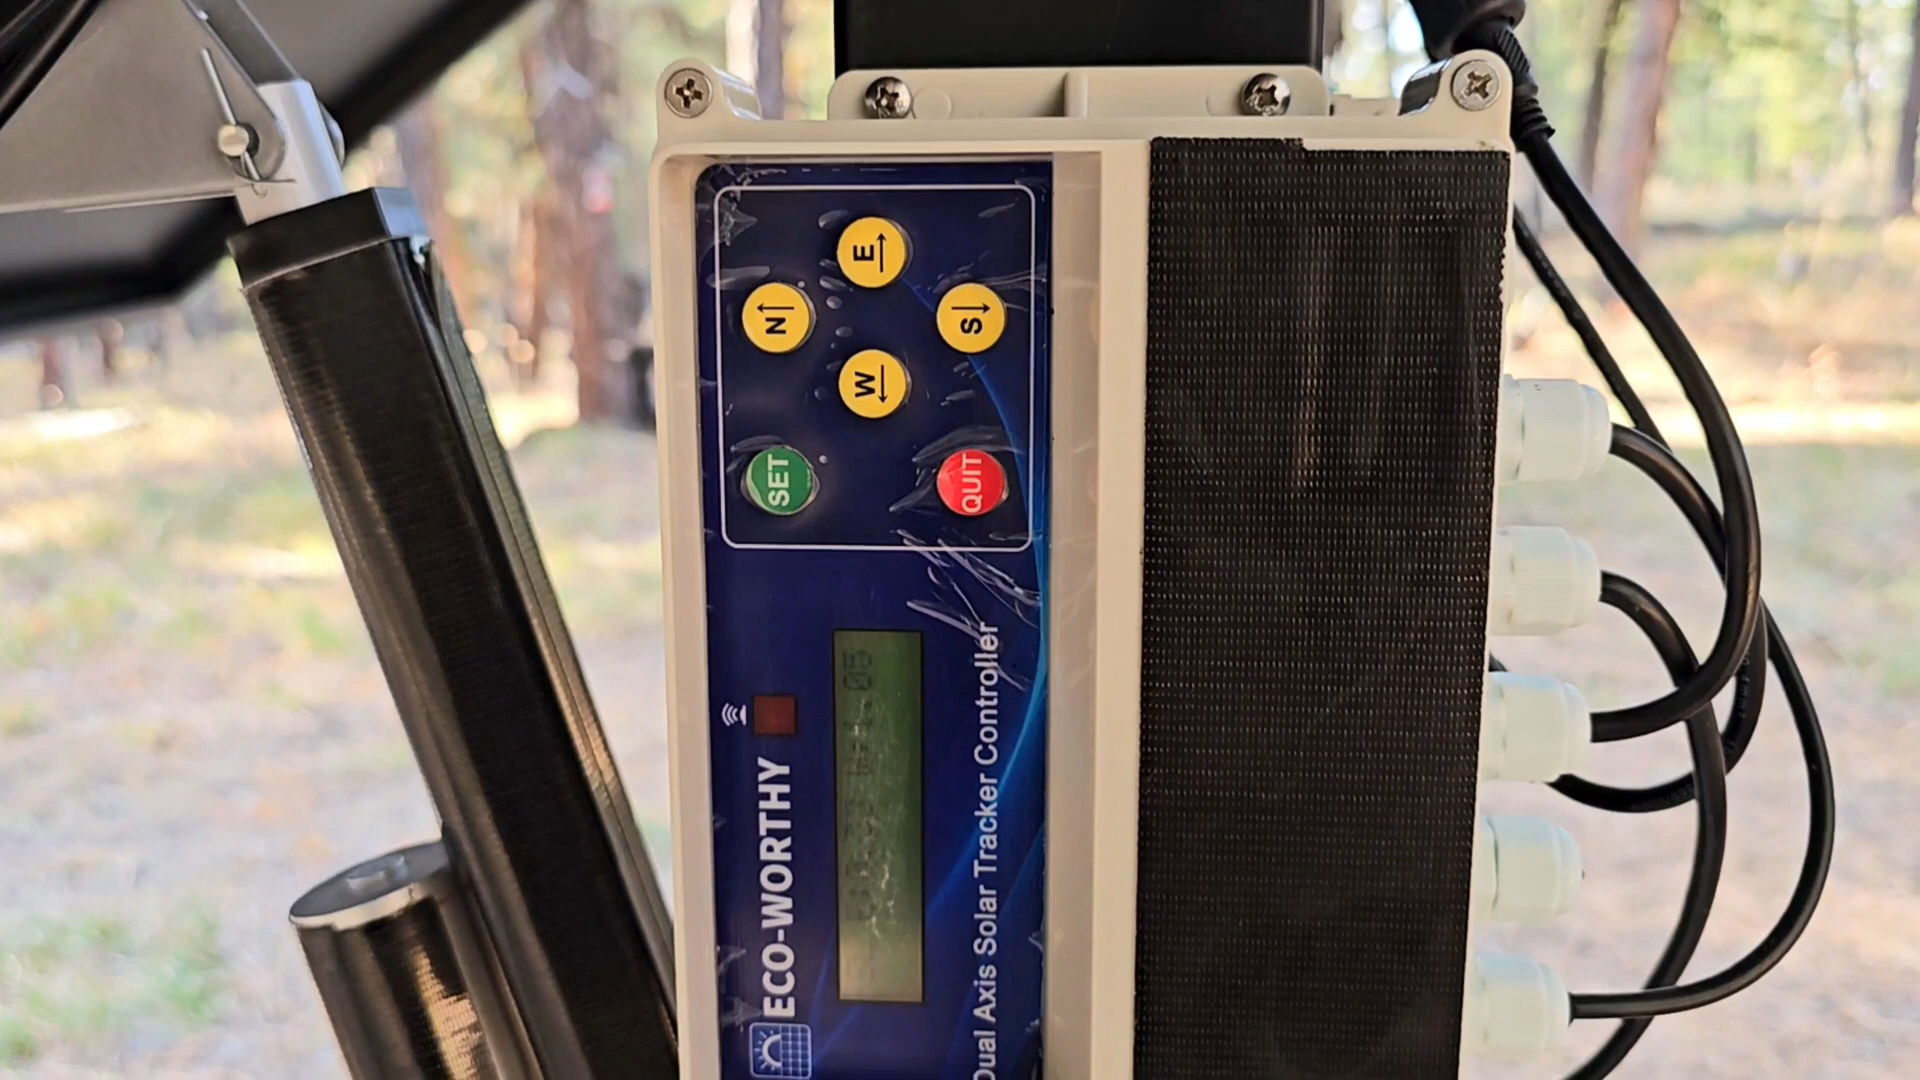 ECO-WORTHY
SET
N
W
E
S
QUIT
Dual Axis Solar Tracker Controller